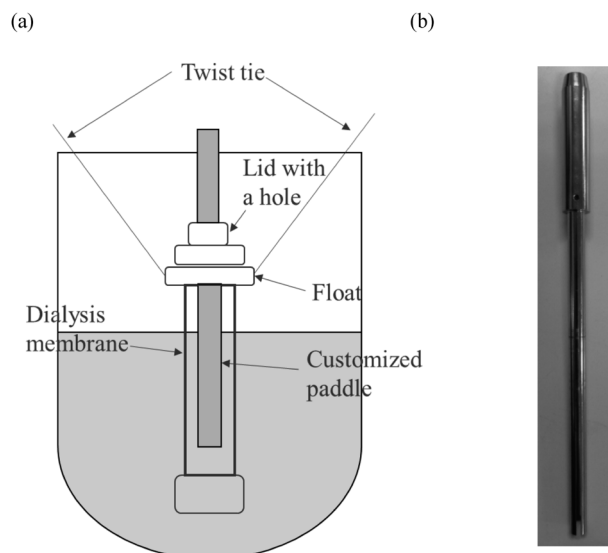 (a)
(b)
Twist tie
Lid with
a hole
Float
Dialysis
membrane
Customized
paddle